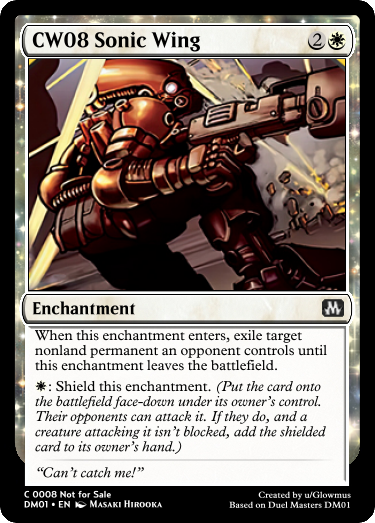 CW08 Sonic Wing 2
Enchantment
When this enchantment enters, exile target
nonland permanent an opponent controls until
this enchantment leaves the battlefield.
: Shield this enchantment. (Put the card onto
the battlefield face-down under its owner's control.
Their opponents can attack it. If they do, and a
creature attacking it isn't blocked, add the shielded
card to its owner's hand.)
"Can't catch me!"
C 0008 Not for Sale
DM01 • EN Masaki Hirooka
Created by u/Glowmus
Based on Duel Masters DM01